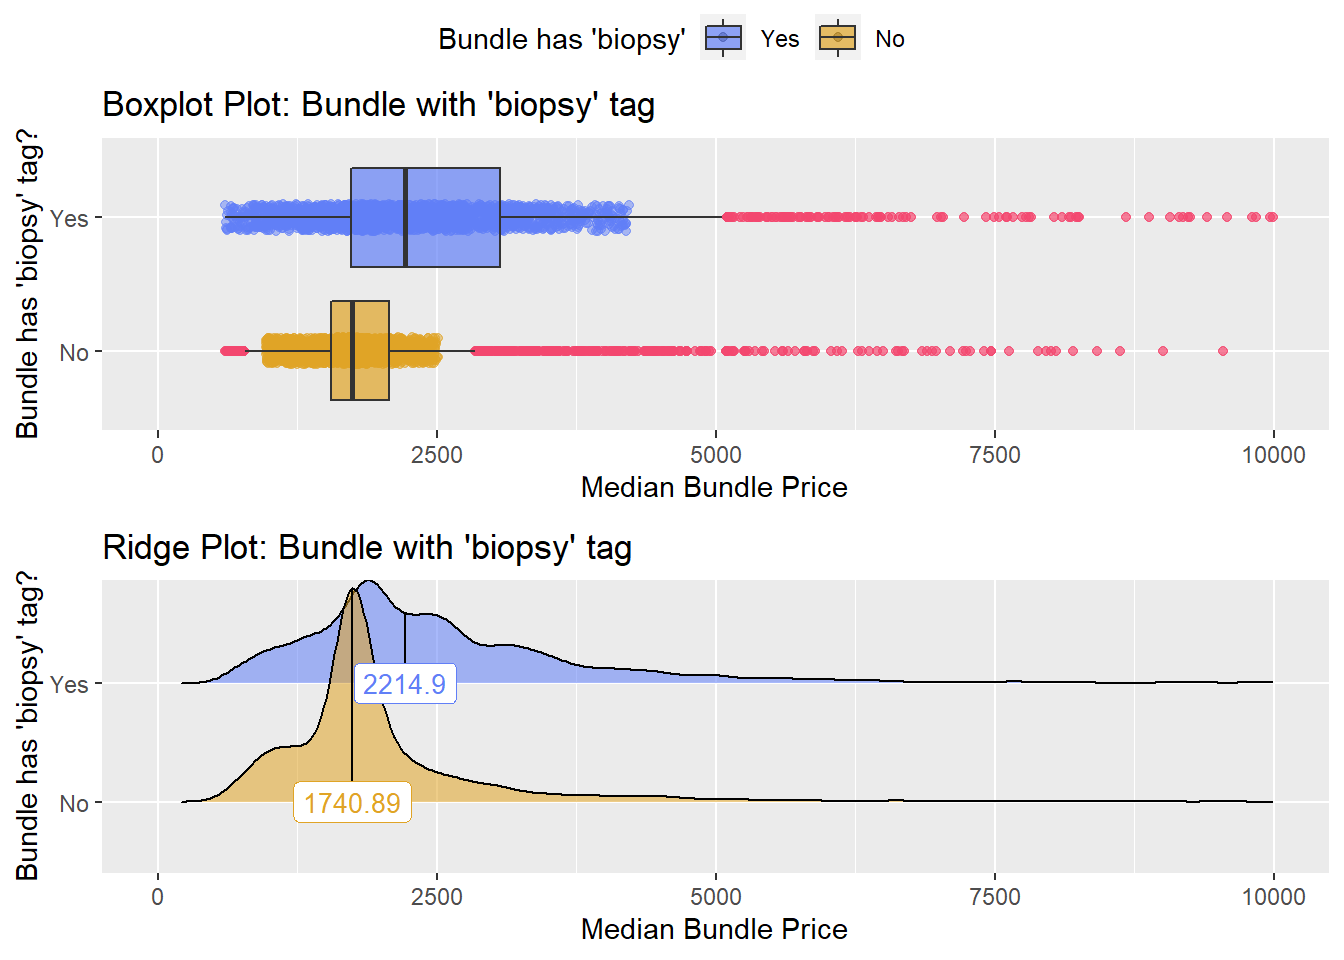 Bundle has 'biopsy' Yes No
Boxplot Plot: Bundle with 'biopsy' tag
Bundle has 'biopsy' tag?
Yes
No
0 2500 5000 7500 10000
Median Bundle Price
Ridge Plot: Bundle with 'biopsy' tag
Bundle has 'biopsy' tag?
Yes
2214.9
No
1740.89
0 2500 5000 7500 10000
Median Bundle Price